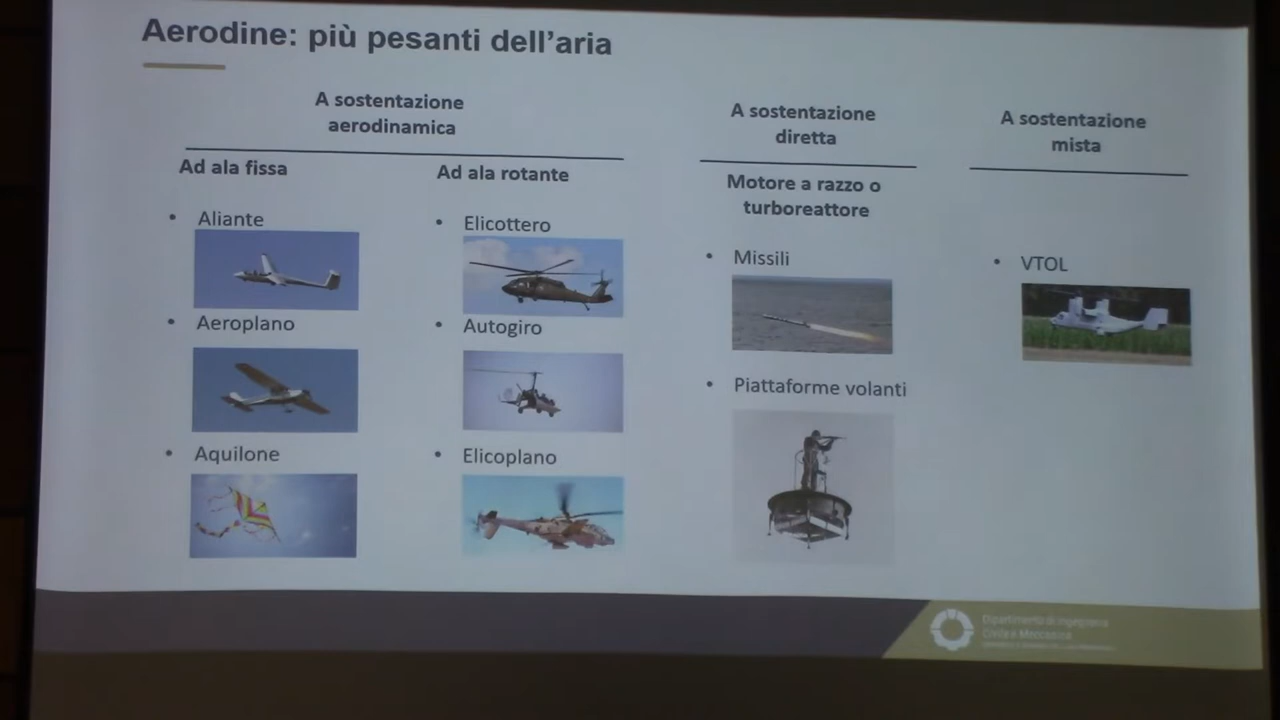 Aerodine: più pesanti dell'aria
A sostentazione
aerodinamica
Ad ala fissa
• Aliante
• Aeroplano
• Aquilone
Ad ala rotante
• Elicottero
• Autogiro
• Elicoplano
A sostentazione
diretta
Motore a razzo o
turboreattore
• Missili
• Piattaforme volanti
A sostentazione
mista
• VTOL
Dipartimento di Ingegneria
Civile e Meccanica